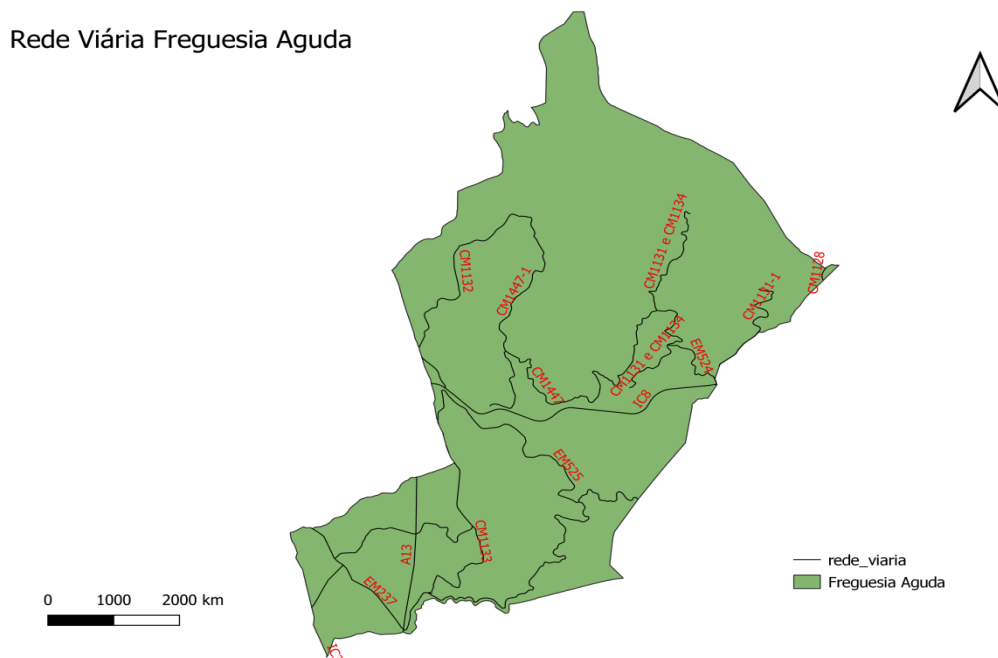 Rede Viária Freguesia Aguda
CM1131 e CM1134
CM1132
CM1447-1
CM1128
CM1131-1
CM1131 e CM1134
EM524
CM1447
IC8
EM525
CM1133
A13
EM237
rede_viaria
Freguesia Aguda
0 1000 2000 km